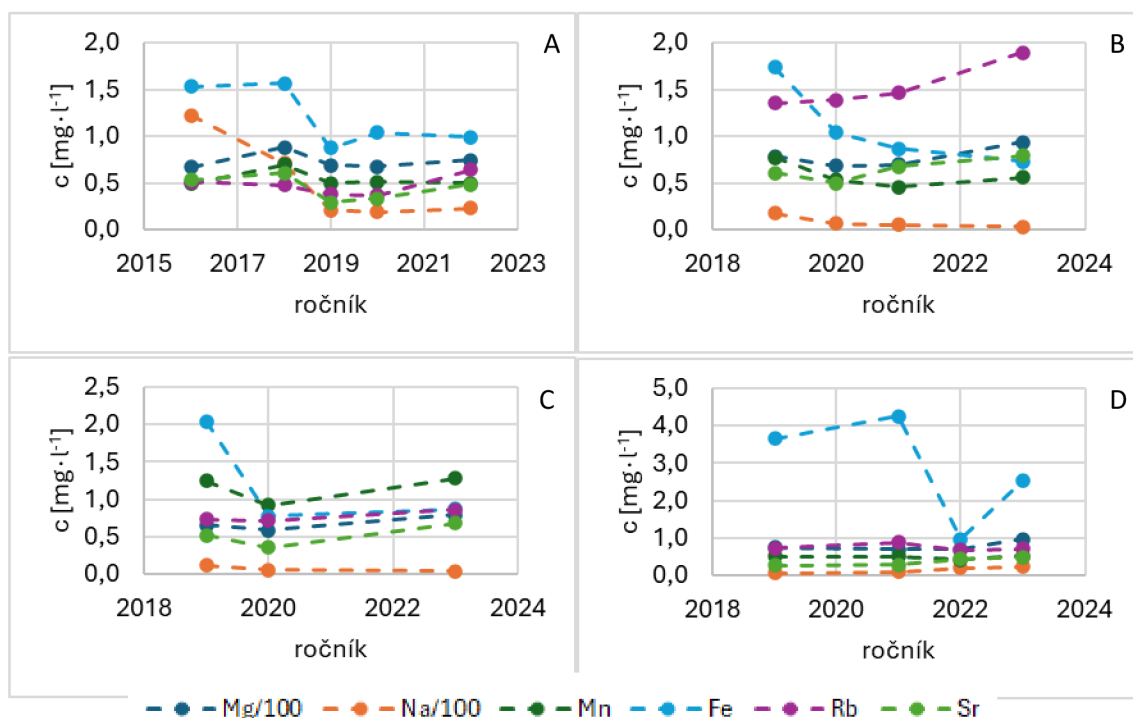 A
c [mg·l⁻¹]
2,0
1,5
1,0
0,5
0,0
2015 2017 2019 2021 2023
ročník
B
c [mg·l⁻¹]
2,0
1,5
1,0
0,5
0,0
2018 2020 2022 2024
ročník
C
c [mg·l⁻¹]
2,5
2,0
1,5
1,0
0,5
0,0
2018 2020 2022 2024
ročník
D
c [mg·l⁻¹]
5,0
4,0
3,0
2,0
1,0
0,0
2018 2020 2022 2024
ročník
Mg/100 Na/100 Mn Fe Rb Sr